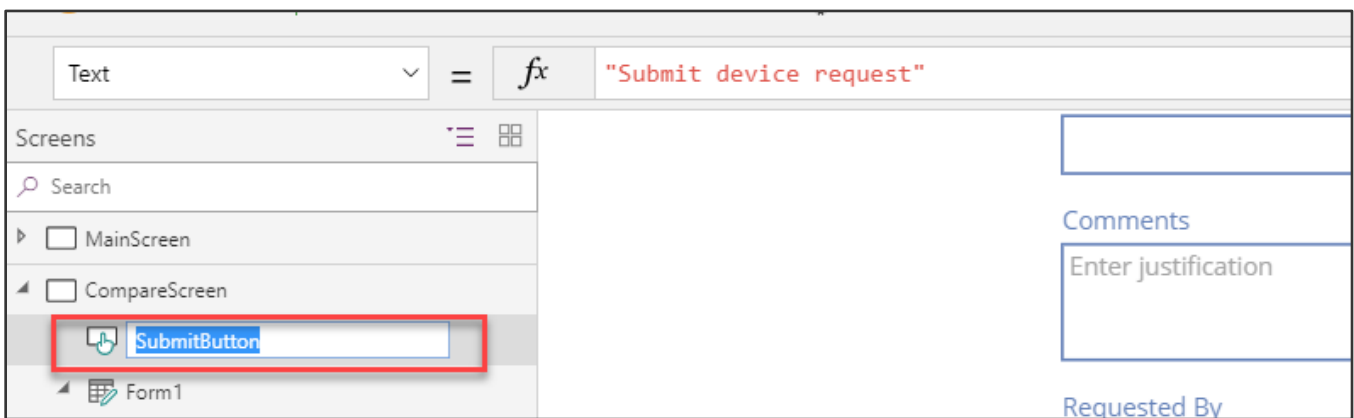 Text = fx "Submit device request"
Screens
Search
MainScreen
CompareScreen
SubmitButton
Form1
Comments
Enter justification
Requested By